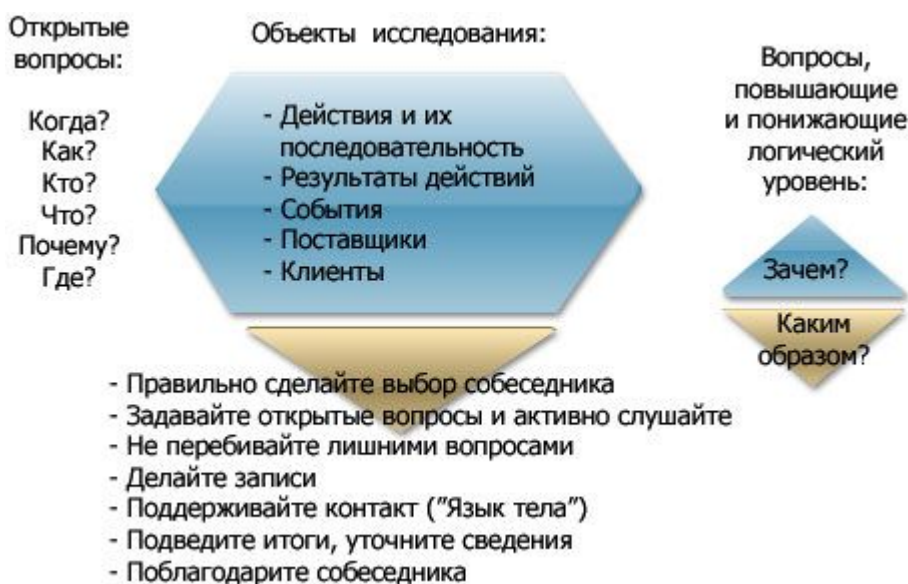 Открытые
вопросы:
Когда?
Как?
Кто?
Что?
Почему?
Где?
Объекты исследования:
- Действия и их
последовательность
- Результаты действий
- События
- Поставщики
- Клиенты
Вопросы,
повышающие
и понижающие
логический
уровень:
Зачем?
Каким
образом?
- Правильно сделайте выбор собеседника
- Задавайте открытые вопросы и активно слушайте
- Не перебивайте лишними вопросами
- Делайте записи
- Поддерживайте контакт ("Язык тела")
- Подведите итоги, уточните сведения
- Поблагодарите собеседника